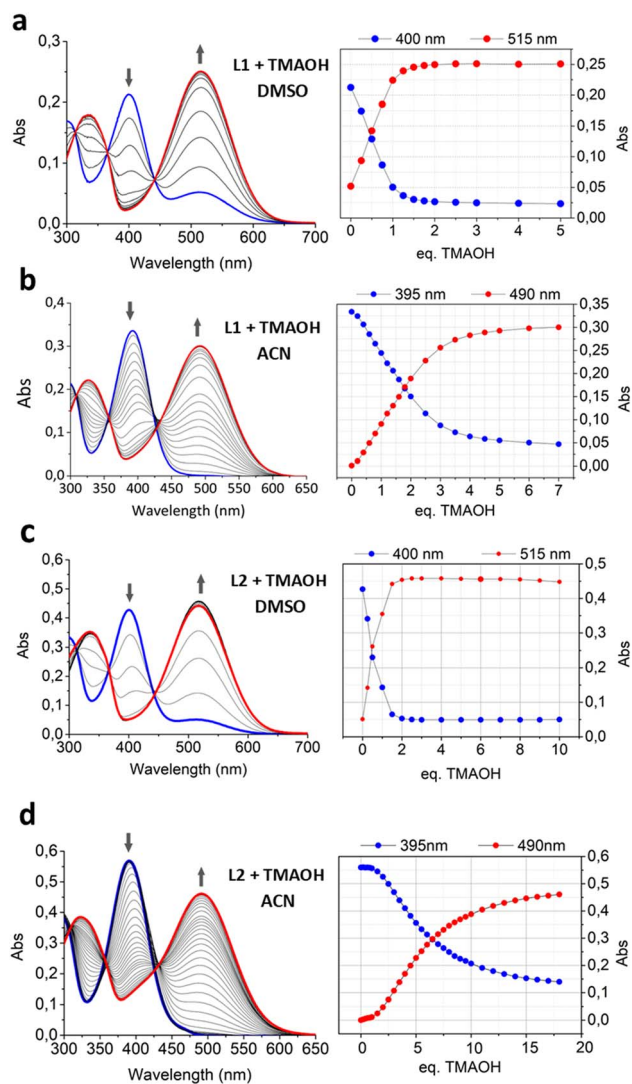 a
L1 + TMAOH
DMSO
Abs
0,3
0,2
0,1
0,0
300 400 500 600 700
Wavelength (nm)
400 nm 515 nm
0,25
0,20
0,15
0,10
0,05
0,00
Abs
0 1 2 3 4 5
eq. TMAOH
b
L1 + TMAOH
ACN
Abs
0,4
0,3
0,2
0,1
0,0
300 350 400 450 500 550 600 650
Wavelength (nm)
395 nm 490 nm
0,35
0,30
0,25
0,20
0,15
0,10
0,05
0,00
Abs
0 1 2 3 4 5 6 7
eq. TMAOH
c
L2 + TMAOH
DMSO
Abs
0,6
0,5
0,4
0,3
0,2
0,1
0,0
300 400 500 600 700
Wavelength (nm)
400 nm 515 nm
0,5
0,4
0,3
0,2
0,1
0,0
Abs
0 2 4 6 8 10
eq. TMAOH
d
L2 + TMAOH
ACN
Abs
0,6
0,5
0,4
0,3
0,2
0,1
0,0
300 350 400 450 500 550 600 650
Wavelength (nm)
395nm 490nm
0,6
0,5
0,4
0,3
0,2
0,1
0,0
Abs
0 5 10 15 20
eq. TMAOH